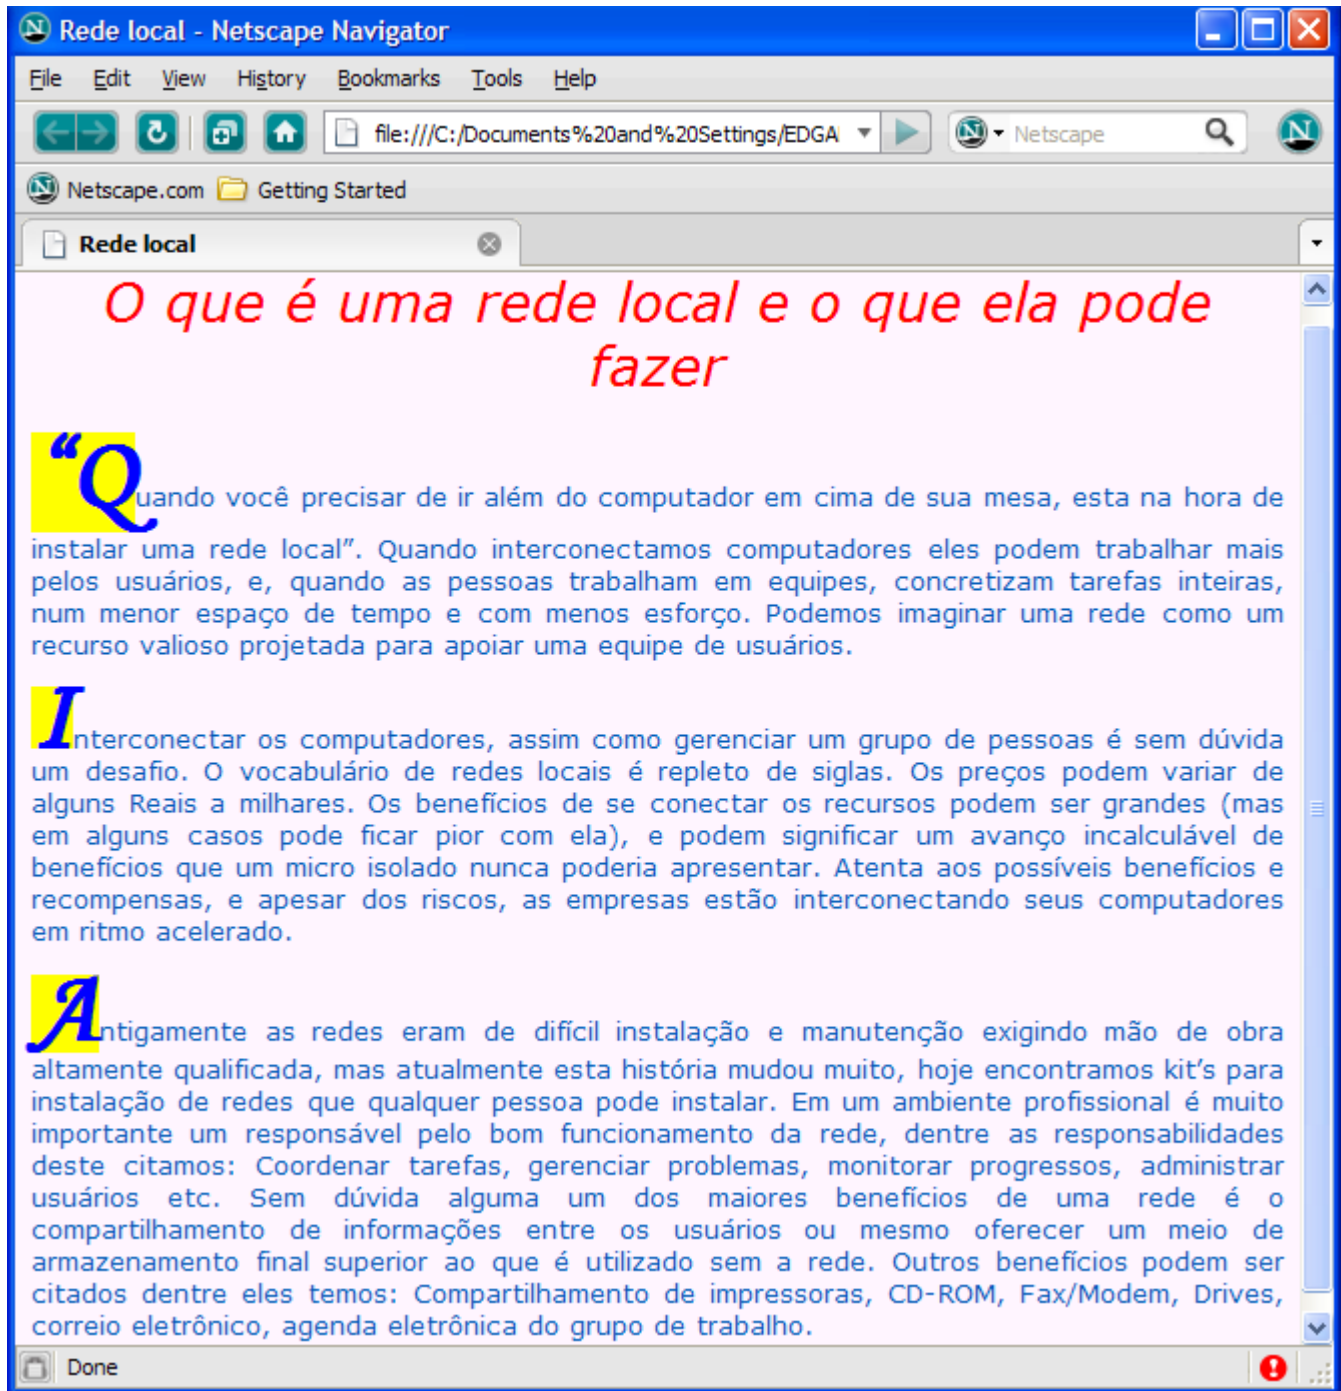 Rede local - Netscape Navigator
File Edit View History Bookmarks Tools Help
file:///C:/Documents%20and%20Settings/EDGA Netscape
Netscape.com Getting Started
Rede local
O que é uma rede local e o que ela pode
fazer
“Quando você precisar de ir além do computador em cima de sua mesa, esta na hora de
instalar uma rede local”. Quando interconectamos computadores eles podem trabalhar mais
pelos usuários, e, quando as pessoas trabalham em equipes, concretizam tarefas inteiras,
num menor espaço de tempo e com menos esforço. Podemos imaginar uma rede como um
recurso valioso projetada para apoiar uma equipe de usuários.
Interconectar os computadores, assim como gerenciar um grupo de pessoas é sem dúvida
um desafio. O vocabulário de redes locais é repleto de siglas. Os preços podem variar de
alguns Reais a milhares. Os benefícios de se conectar os recursos podem ser grandes (mas
em alguns casos pode ficar pior com ela), e podem significar um avanço incalculável de
benefícios que um micro isolado nunca poderia apresentar. Atenta aos possíveis benefícios e
recompensas, e apesar dos riscos, as empresas estão interconectando seus computadores
em ritmo acelerado.
Antigamente as redes eram de difícil instalação e manutenção exigindo mão de obra
altamente qualificada, mas atualmente esta história mudou muito, hoje encontramos kit’s para
instalação de redes que qualquer pessoa pode instalar. Em um ambiente profissional é muito
importante um responsável pelo bom funcionamento da rede, dentre as responsabilidades
deste citamos: Coordenar tarefas, gerenciar problemas, monitorar progressos, administrar
usuários etc. Sem dúvida alguma um dos maiores benefícios de uma rede é o
compartilhamento de informações entre os usuários ou mesmo oferecer um meio de
armazenamento final superior ao que é utilizado sem a rede. Outros benefícios podem ser
citados dentre eles temos: Compartilhamento de impressoras, CD-ROM, Fax/Modem, Drives,
correio eletrônico, agenda eletrônica do grupo de trabalho.
Done